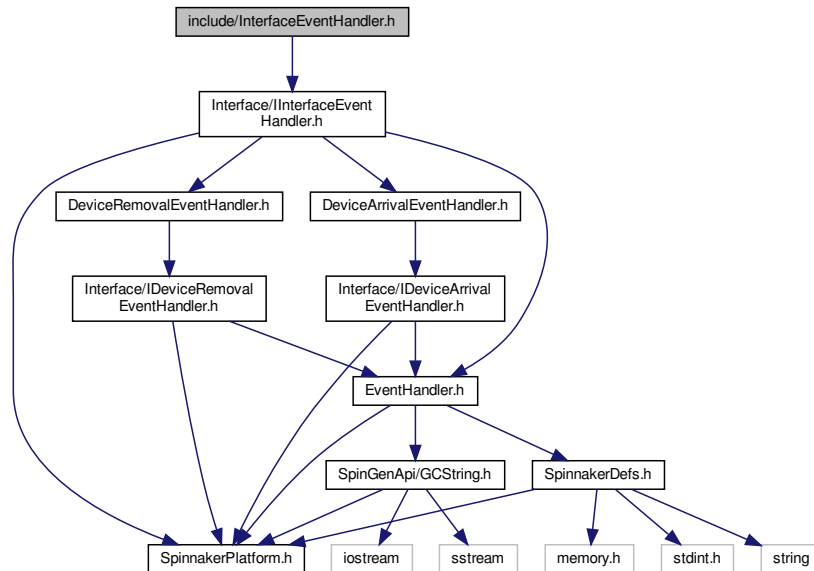 include/InterfaceEventHandler.h
Interface/IInterfaceEvent
Handler.h
DeviceRemovalEventHandler.h
DeviceArrivalEventHandler.h
Interface/IDeviceRemoval
EventHandler.h
Interface/IDeviceArrival
EventHandler.h
EventHandler.h
SpinGenApi/GCString.h
SpinnakerDefs.h
SpinnakerPlatform.h
iostream
sstream
memory.h
stdint.h
string